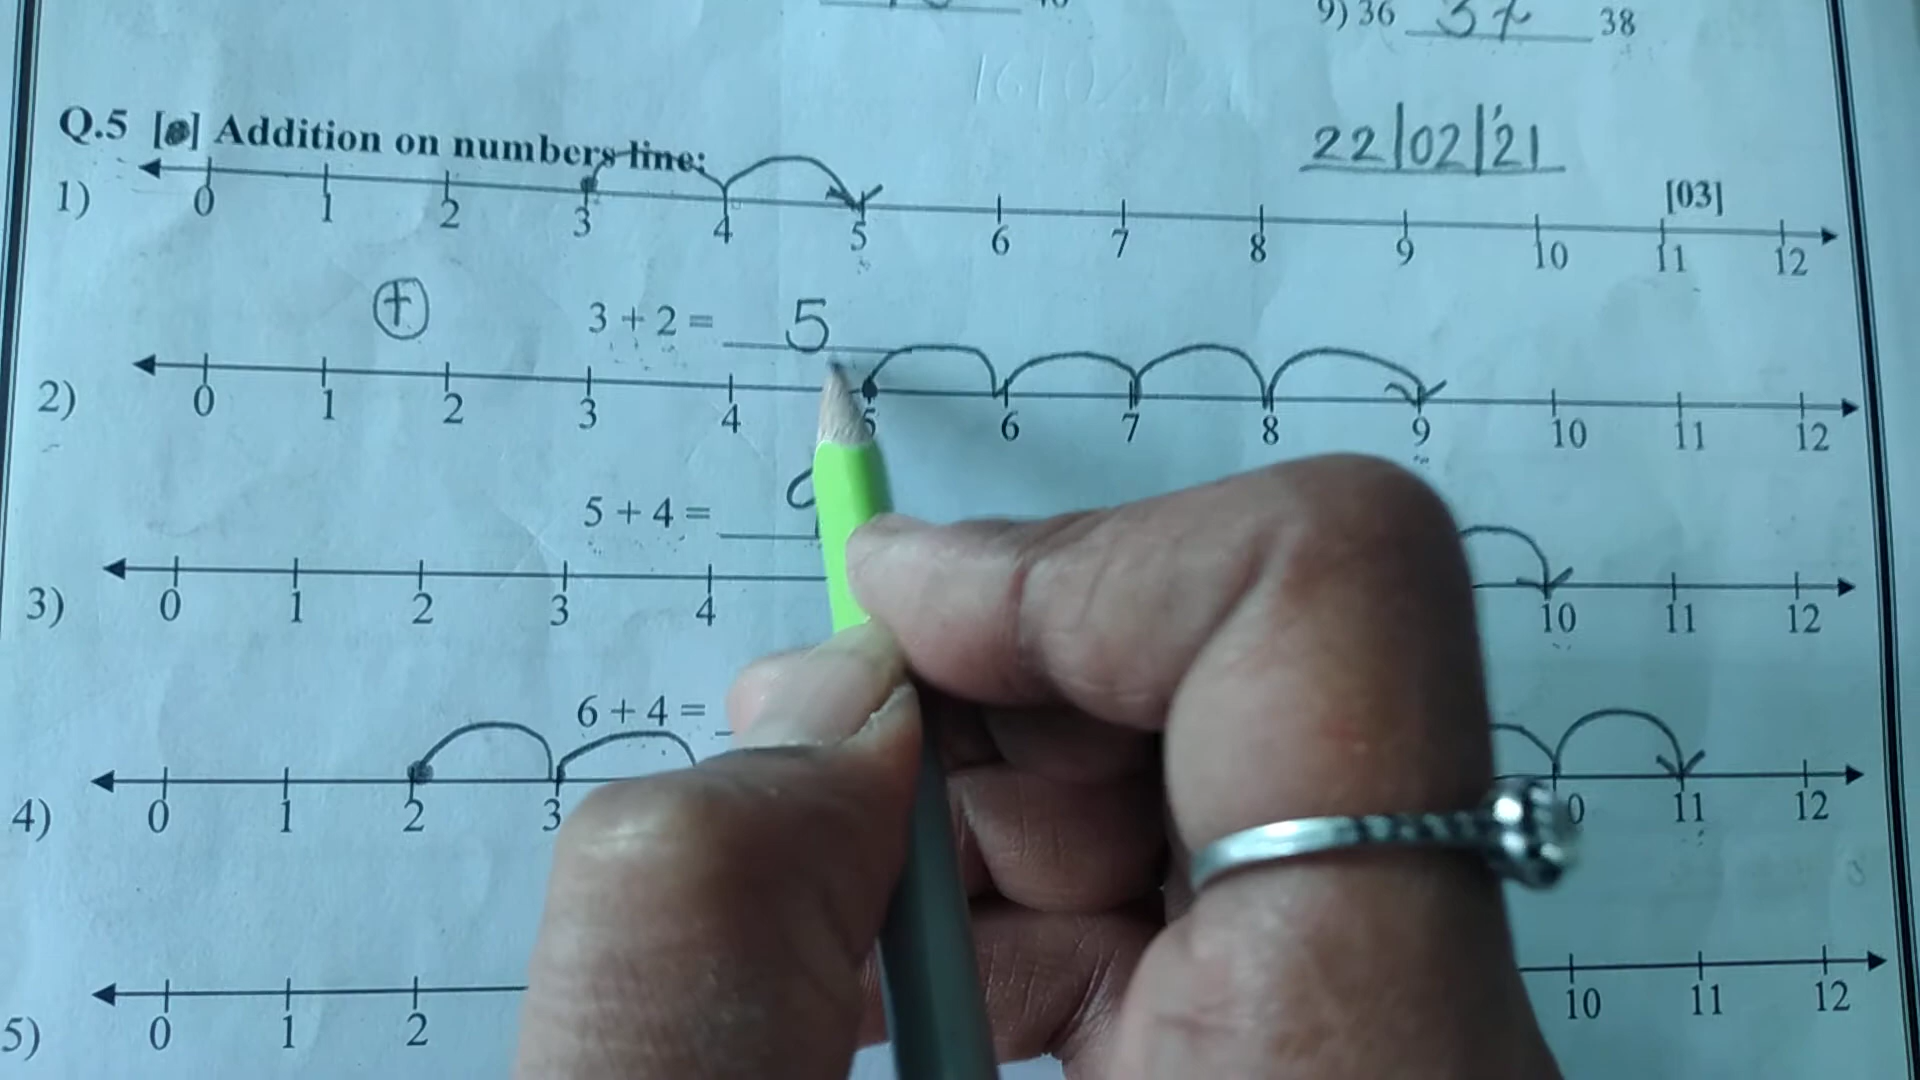 9) 36 37 38
Q.5 [] Addition on numbers line:
22/02/'21
[03]
1) 0 1 2 3 4 5 6 7 8 9 10 11 12
+ 3 + 2 = 5
2) 0 1 2 3 4 5 6 7 8 9 10 11 12
5 + 4 = 9
3) 0 1 2 3 4 10 11 12
6 + 4 =
4) 0 1 2 3 0 11 12
5) 0 1 2 10 11 12